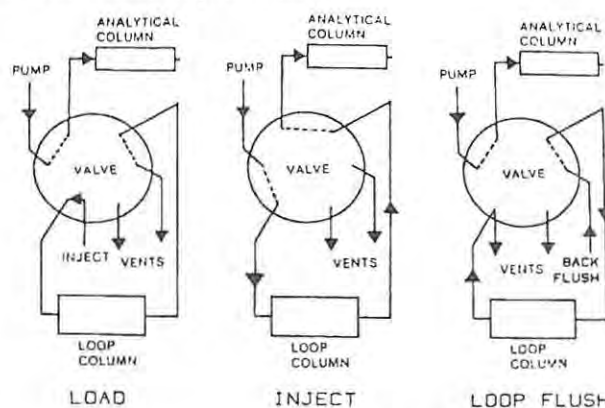 ANALYTICAL
COLUMN
PUMP
VALVE
INJECT
VENTS
LOOP
COLUMN
LOAD
ANALYTICAL
COLUMN
PUMP
VALVE
VENTS
LOOP
COLUMN
INJECT
ANALYTICAL
COLUMN
PUMP
VALVE
VENTS
BACK
FLUSH
LOOP
COLUMN
LOOP FLUSH